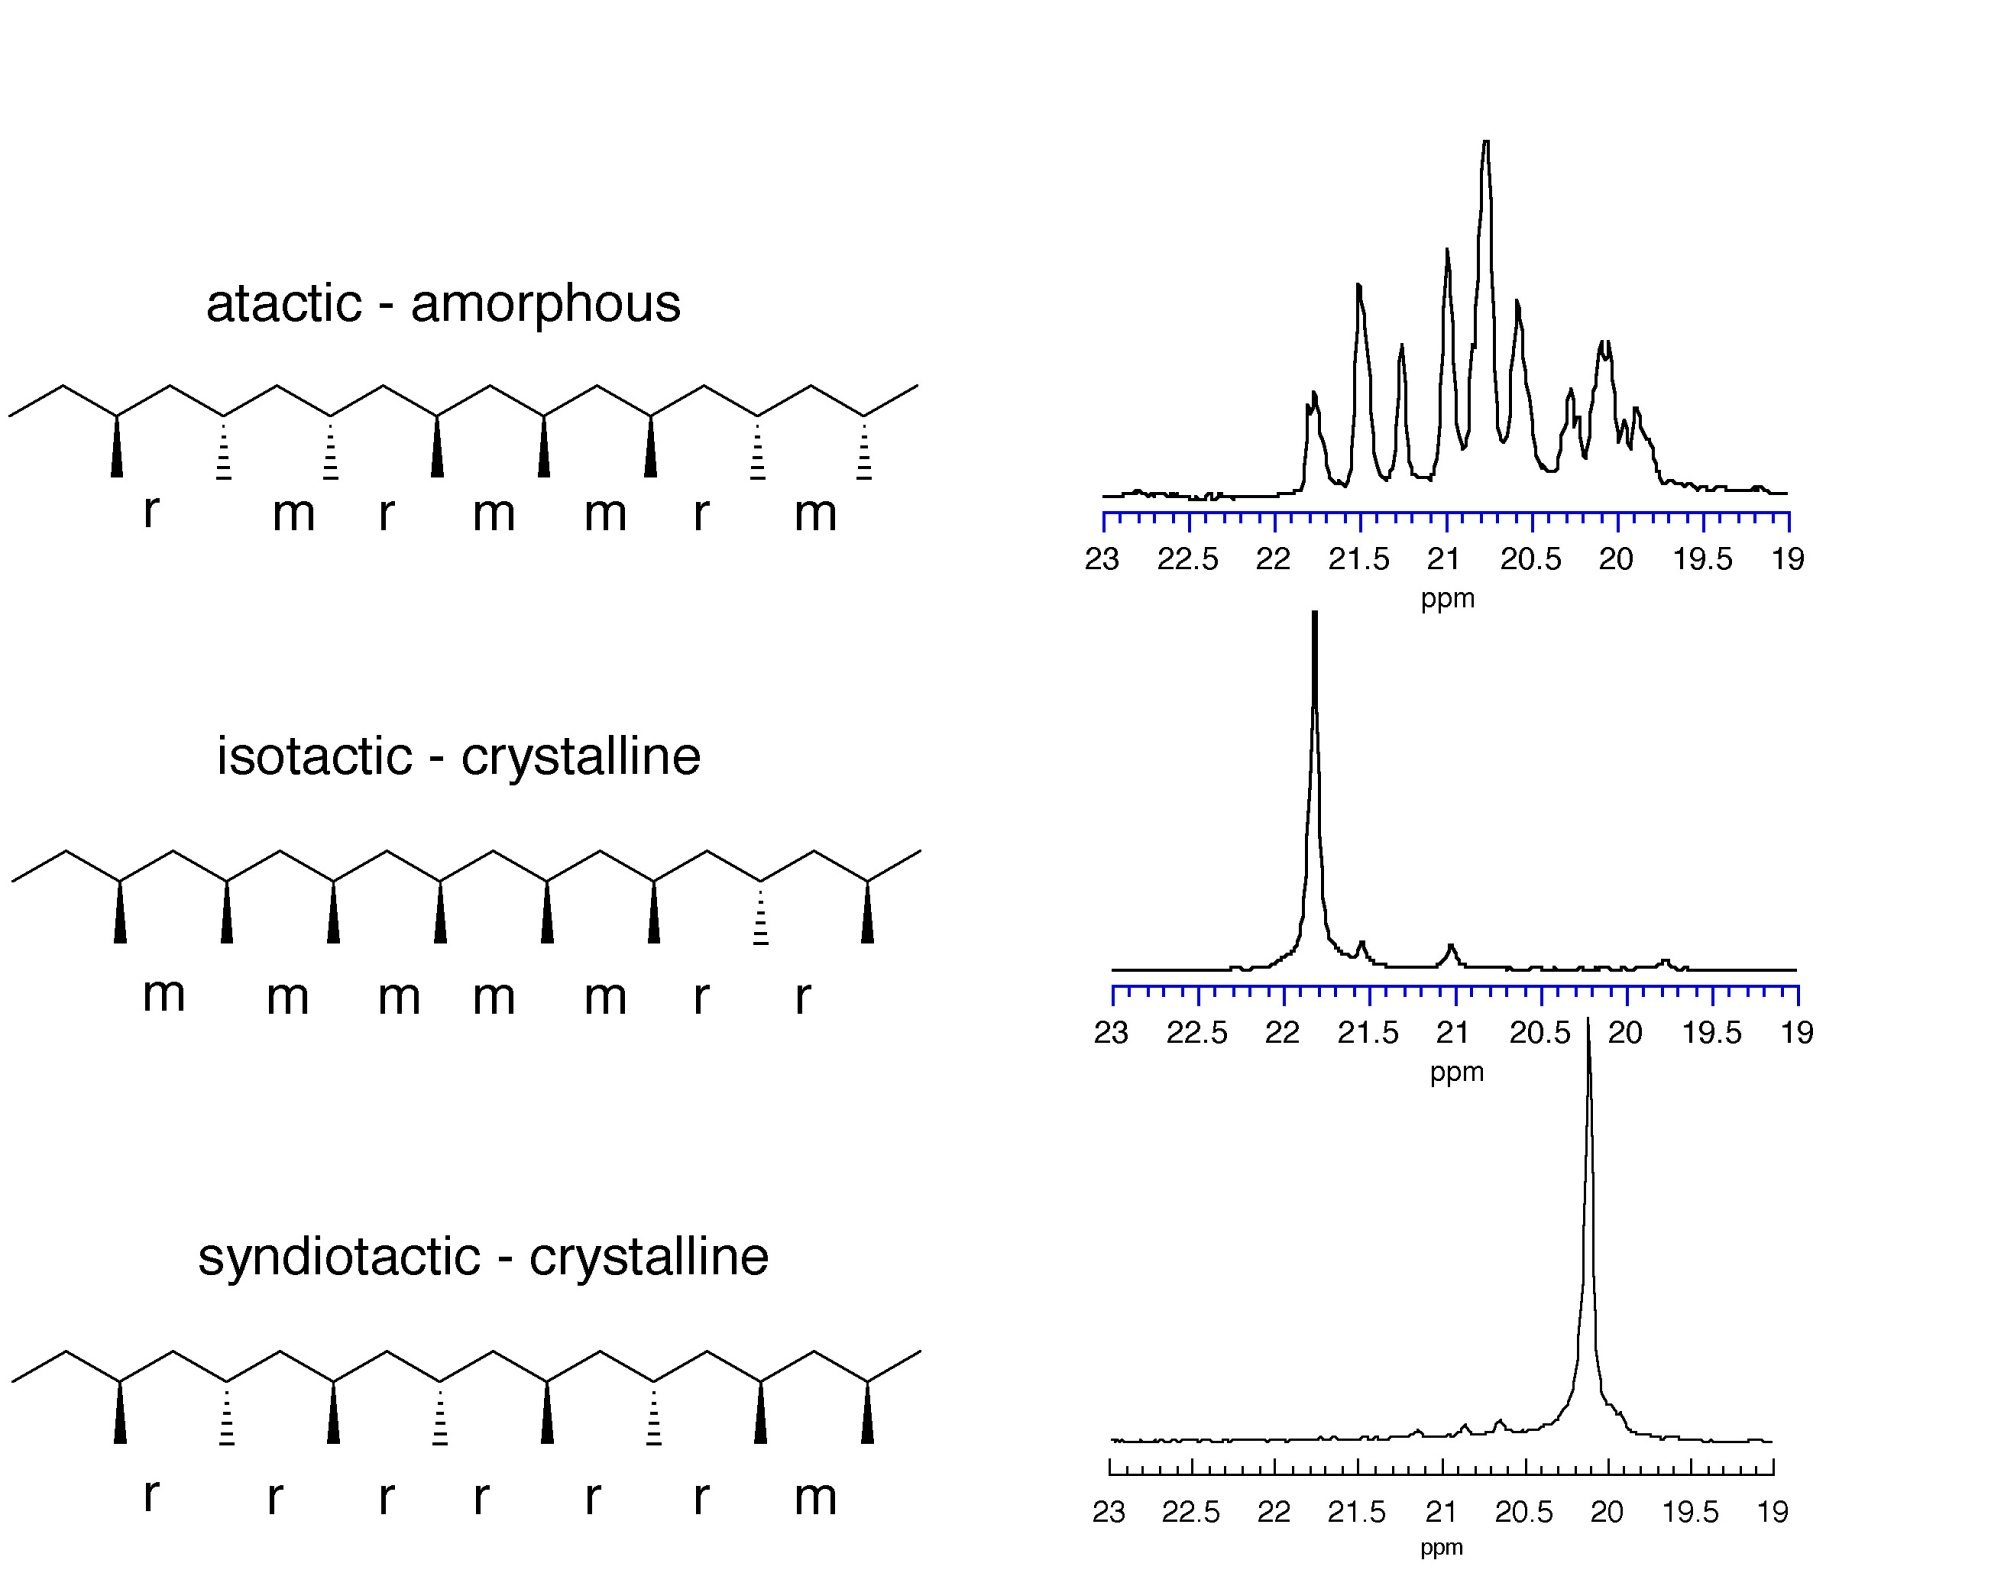 atactic - amorphous
r m r m m r m
23 22.5 22 21.5 21 20.5 20 19.5 19
ppm
isotactic - crystalline
m m m m m r r
23 22.5 22 21.5 21 20.5 20 19.5 19
ppm
syndiotactic - crystalline
r r r r r r m
23 22.5 22 21.5 21 20.5 20 19.5 19
ppm